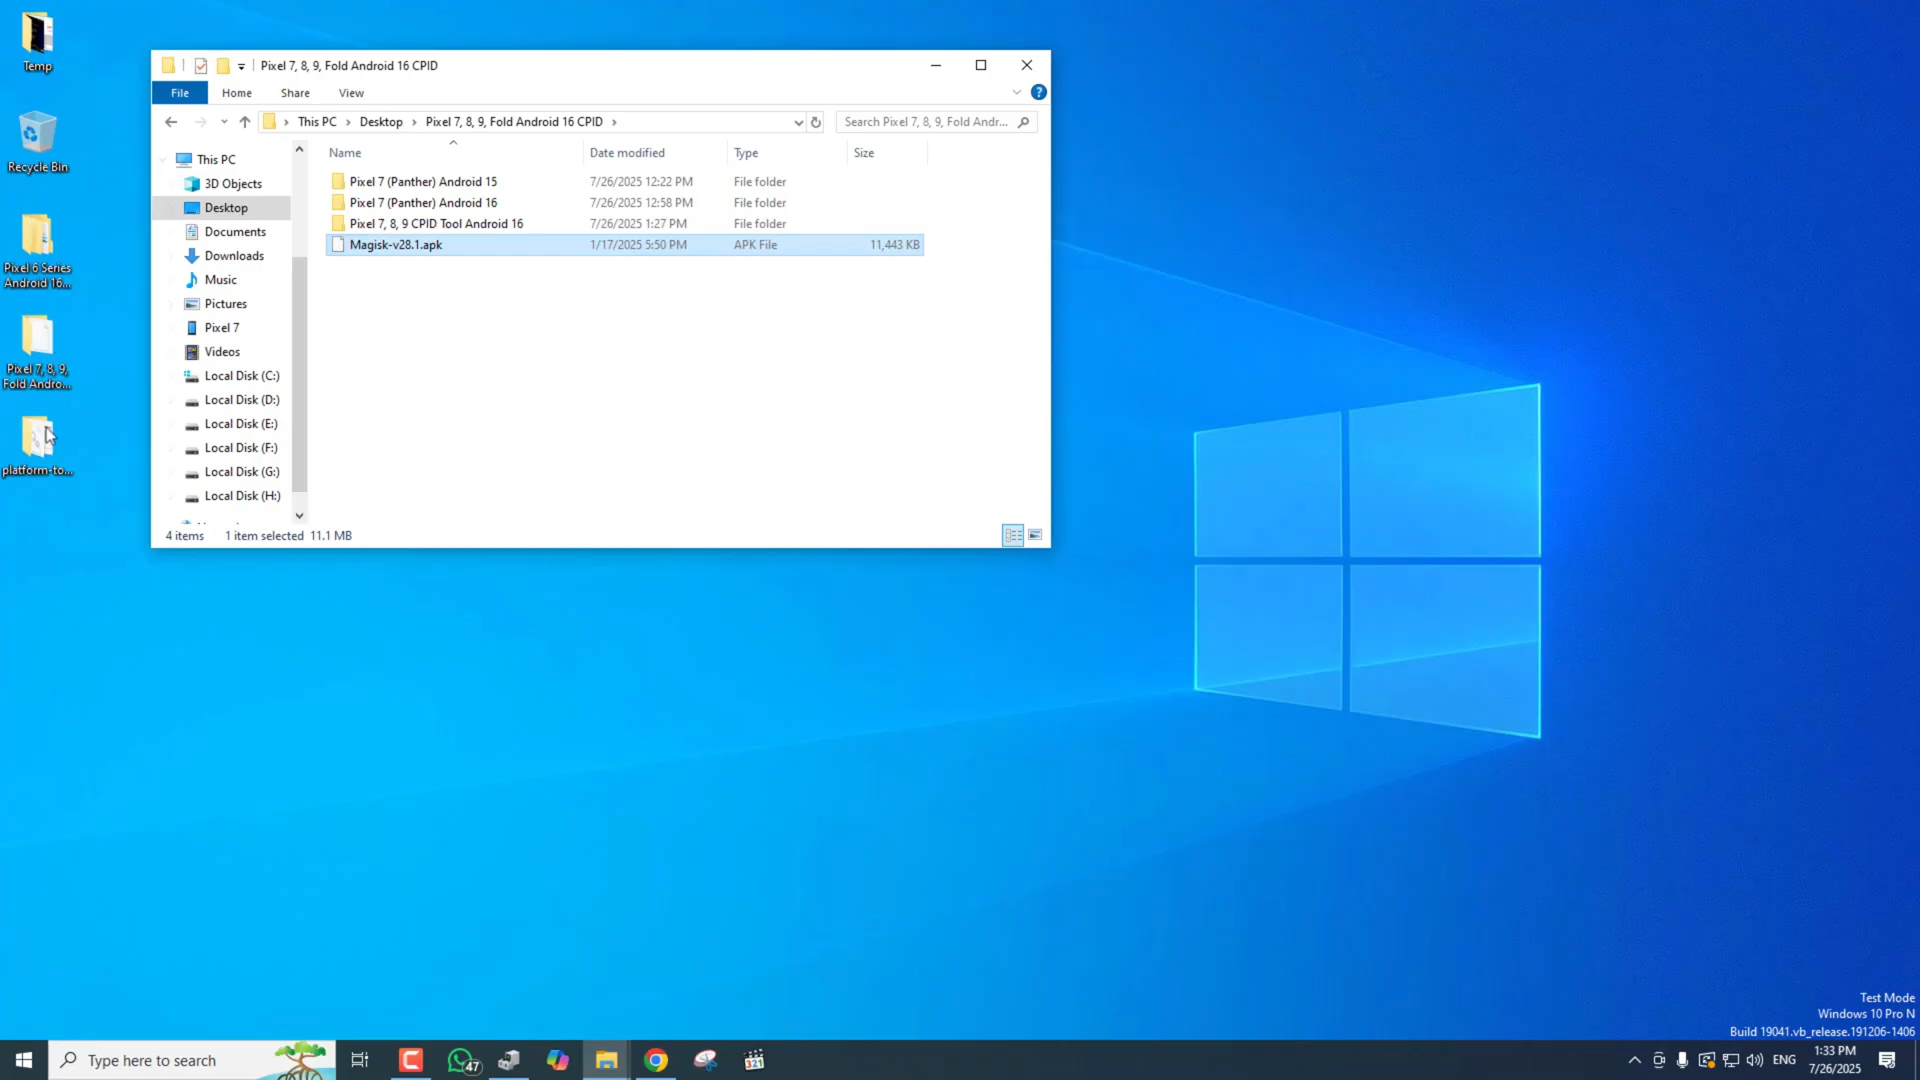 Temp
Recycle Bin
Pixel 6 Series
Android 16...
Pixel 7, 8, 9,
Fold Andro...
platform-to...
Pixel 7, 8, 9, Fold Android 16 CPID
File
Home
Share
View
This PC
Desktop
Pixel 7, 8, 9, Fold Android 16 CPID
Search Pixel 7, 8, 9, Fold Andr...
This PC
3D Objects
Desktop
Documents
Downloads
Music
Pictures
Pixel 7
Videos
Local Disk (C:)
Local Disk (D:)
Local Disk (E:)
Local Disk (F:)
Local Disk (G:)
Local Disk (H:)
Name Date modified Type Size
Pixel 7 (Panther) Android 15 7/26/2025 12:22 PM File folder
Pixel 7 (Panther) Android 16 7/26/2025 12:58 PM File folder
Pixel 7, 8, 9 CPID Tool Android 16 7/26/2025 1:27 PM File folder
Magisk-v28.1.apk 1/17/2025 5:50 PM APK File 11,443 KB
4 items 1 item selected 11.1 MB
Test Mode
Windows 10 Pro N
Build 19041.vb_release.191206-1406
Type here to search
47
321
ENG
1:33 PM
7/26/2025